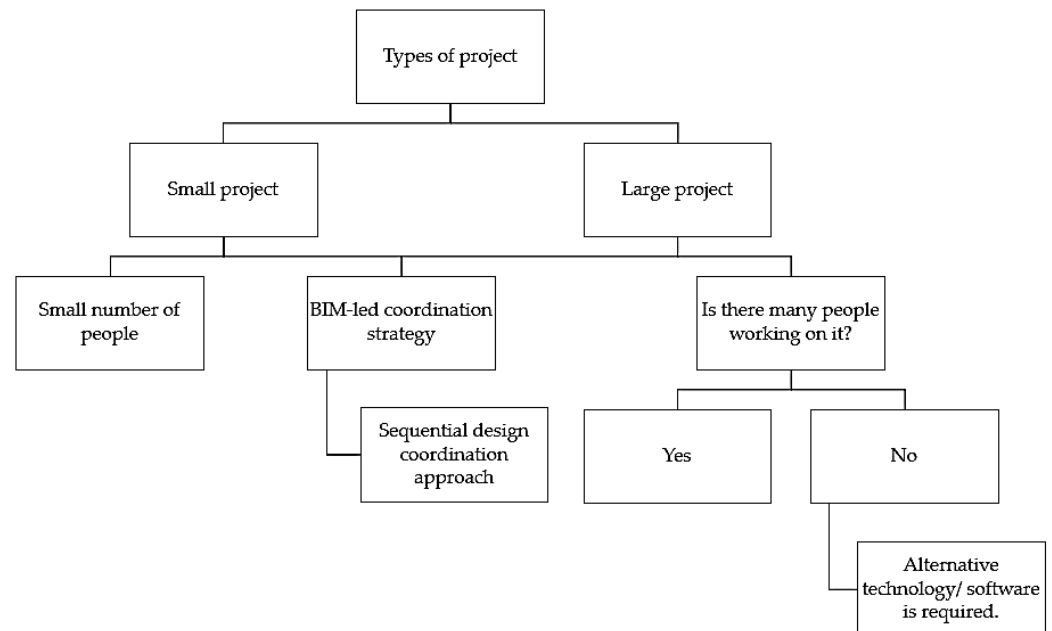 Types of project
Small project
Large project
Small number of
people
BIM-led coordination
strategy
Is there many people
working on it?
Sequential design
coordination
approach
Yes
No
Alternative
technology/ software
is required.